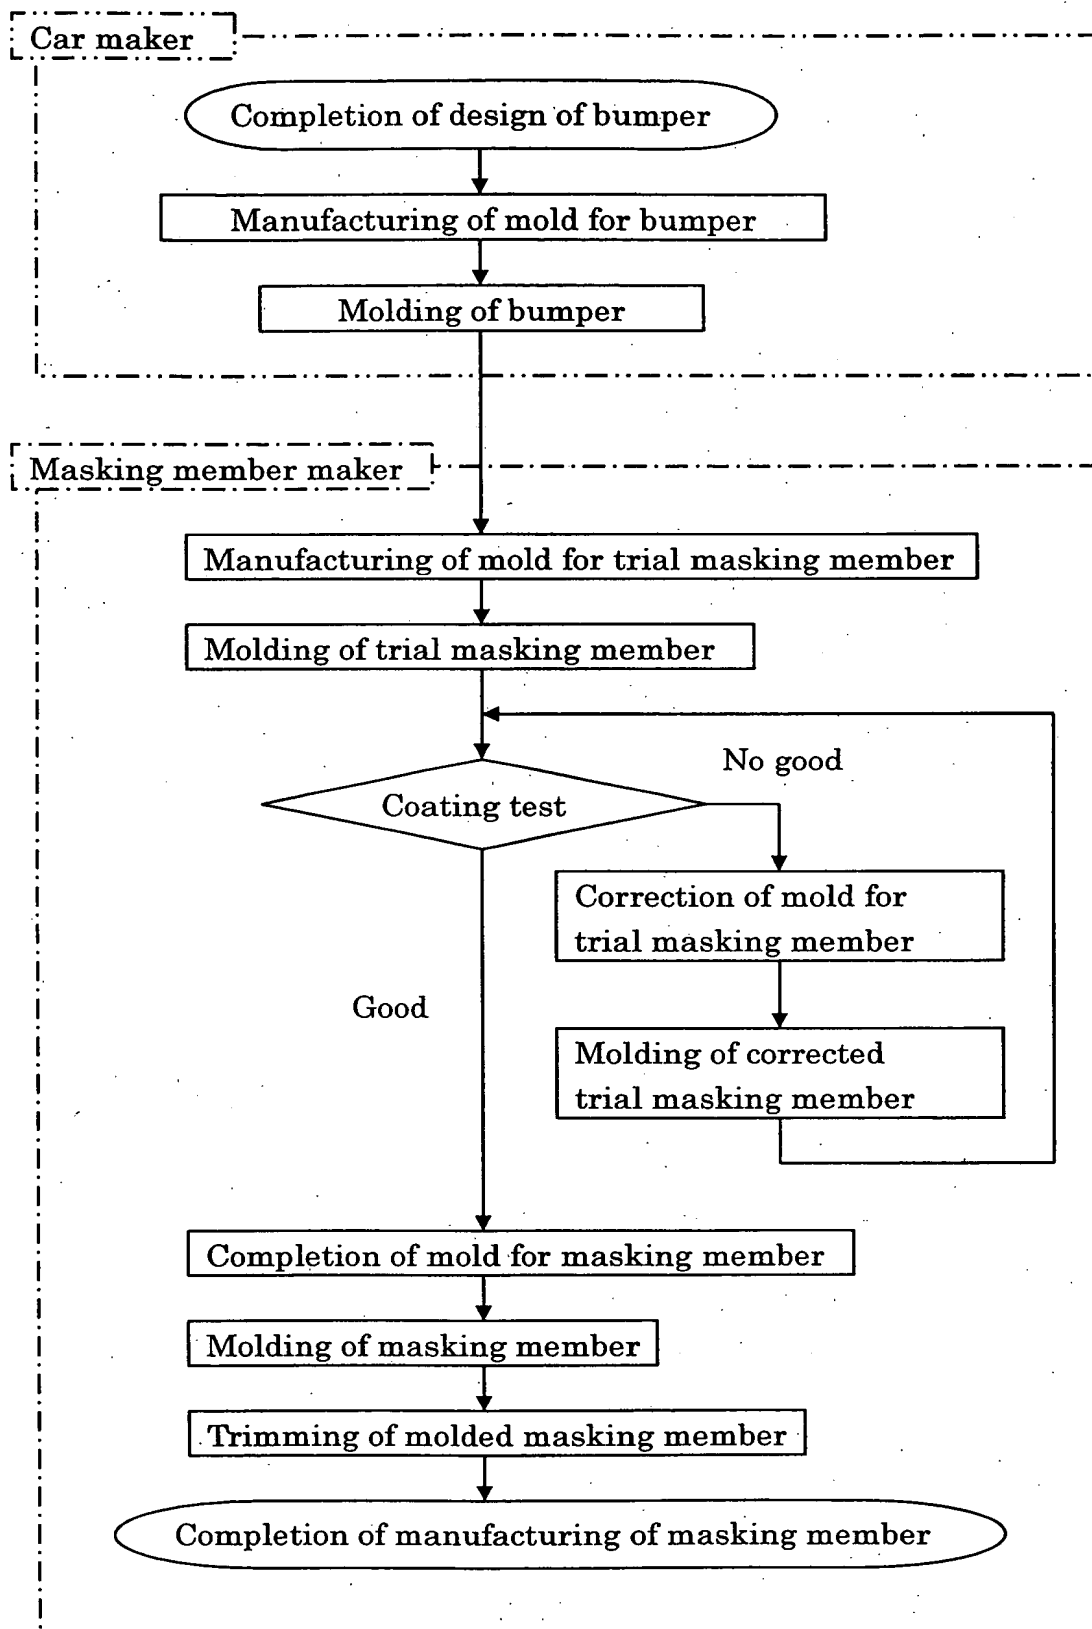 Car maker
Completion of design of bumper
Manufacturing of mold for bumper
Molding of bumper
Masking member maker
Manufacturing of mold for trial masking member
Molding of trial masking member
No good
Coating test
Correction of mold for
trial masking member
Good
Molding of corrected
trial masking member
Completion of mold for masking member
Molding of masking member
Trimming of molded masking member
Completion of manufacturing of masking member